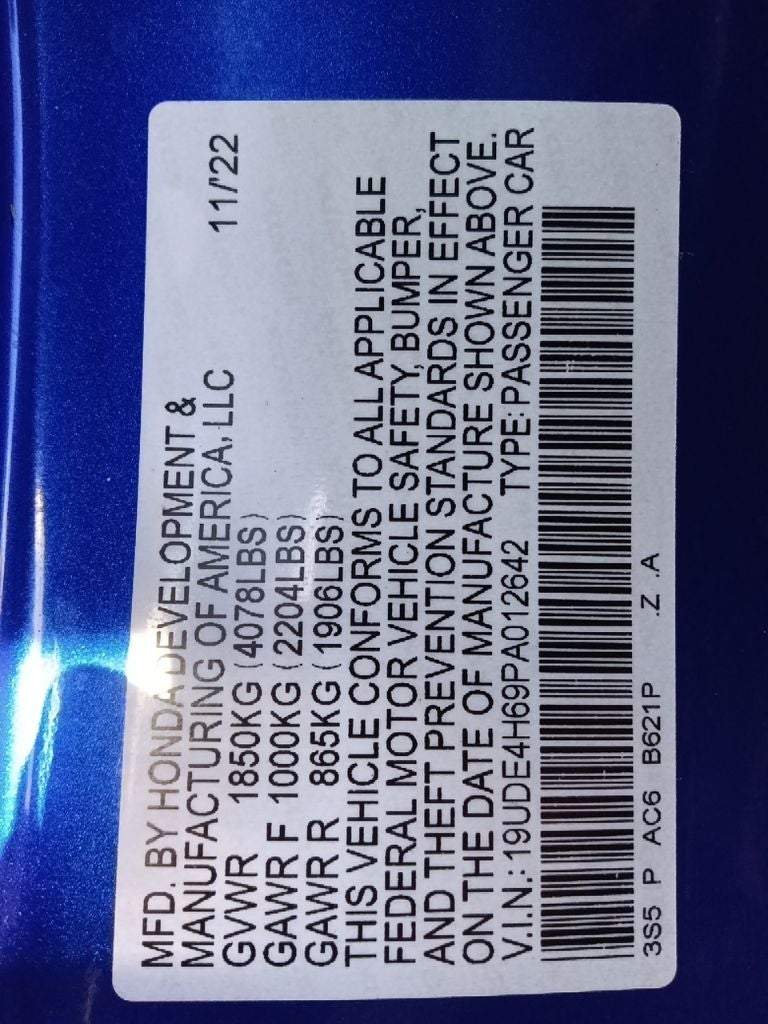 MFD. BY HONDA DEVELOPMENT &
MANUFACTURING OF AMERICA, LLC 11/'22
GVWR 1850KG (4078LBS)
GAWR F 1000KG (2204LBS)
GAWR R 865KG (1906LBS)
THIS VEHICLE CONFORMS TO ALL APPLICABLE
FEDERAL MOTOR VEHICLE SAFETY, BUMPER,
AND THEFT PREVENTION STANDARDS IN EFFECT
ON THE DATE OF MANUFACTURE SHOWN ABOVE.
V.I.N.: 19UDE4H69PA012642 TYPE: PASSENGER CAR
3S5 P AC6 B621P .Z .A